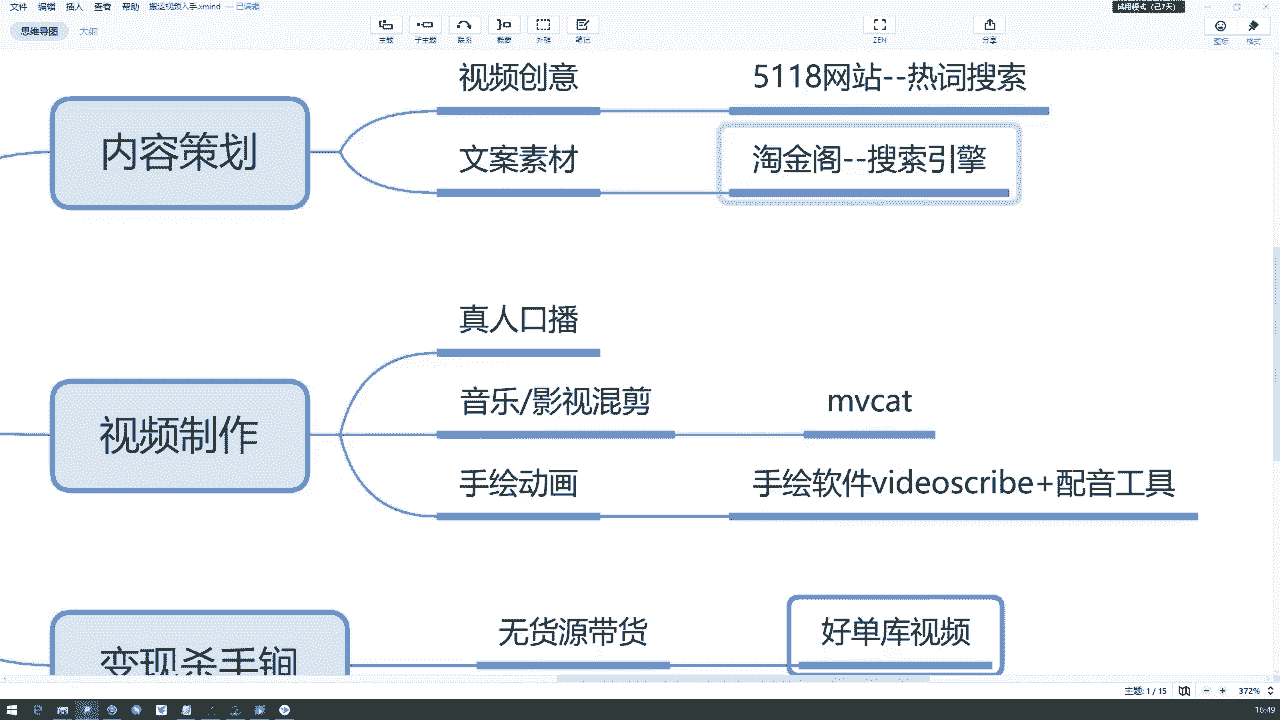 文件 编辑 插入 查看 帮助 搬运视频入手.xmind — 已编辑
试用模式（已7天）
思维导图 大纲
主题 子主题 联系 概要 外框 笔记 ZEN 分享 图标 格式
视频创意 5118网站--热词搜索
内容策划
文案素材 淘金阁--搜索引擎
真人口播
音乐/影视混剪 mvcat
视频制作
手绘动画 手绘软件videoscribe+配音工具
无货源带货 好单库视频
变现杀手锏
主题: 1 / 15 372%
16:49